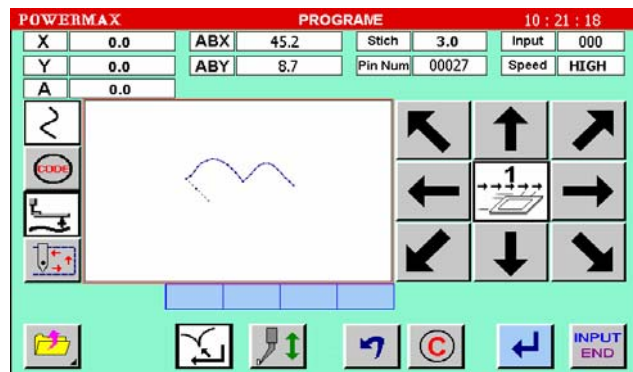 POWERMAX PROGRAME 10 : 21 : 18
X 0.0 ABX 45.2 Stich 3.0 Input 000
Y 0.0 ABY 8.7 Pin Num 00027 Speed HIGH
A 0.0
CODE
1
C
INPUT
END